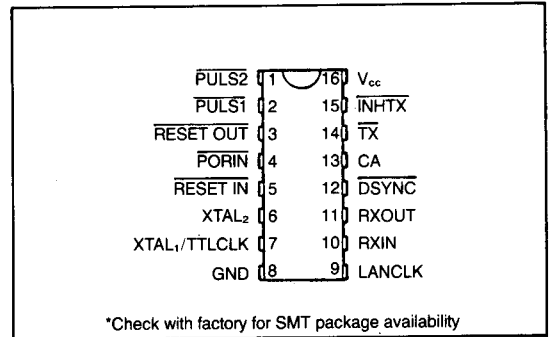 PULS2 1 16 Vcc
PULS1 2 15 INHTX
RESET OUT 3 14 TX
PORIN 4 13 CA
RESET IN 5 12 DSYNC
XTAL₂ 6 11 RXOUT
XTAL₁/TTLCLK 7 10 RXIN
GND 8 9 LANCLK
*Check with factory for SMT package availability